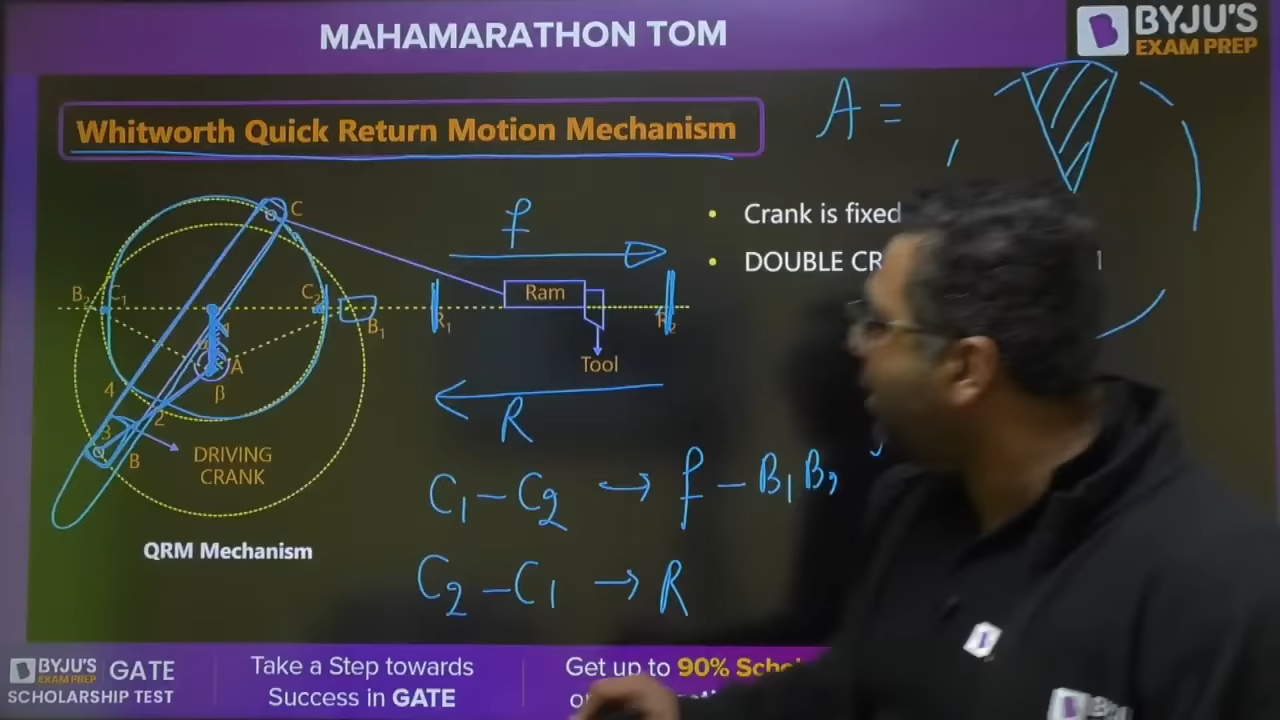 MAHAMARATHON TOM
BYJU'S
EXAM PREP
Whitworth Quick Return Motion Mechanism
A =
C
f
• Crank is fixed
• DOUBLE CR
B2 C1 C2
B1
Ram
R1
R2
Tool
A
β
4
2
3
B
R
DRIVING
CRANK
C1 - C2 → f - B1 B2
QRM Mechanism
C2 - C1 → R
BYJU'S
EXAM PREP
GATE
SCHOLARSHIP TEST
Take a Step towards
Success in GATE
Get up to 90% Scho